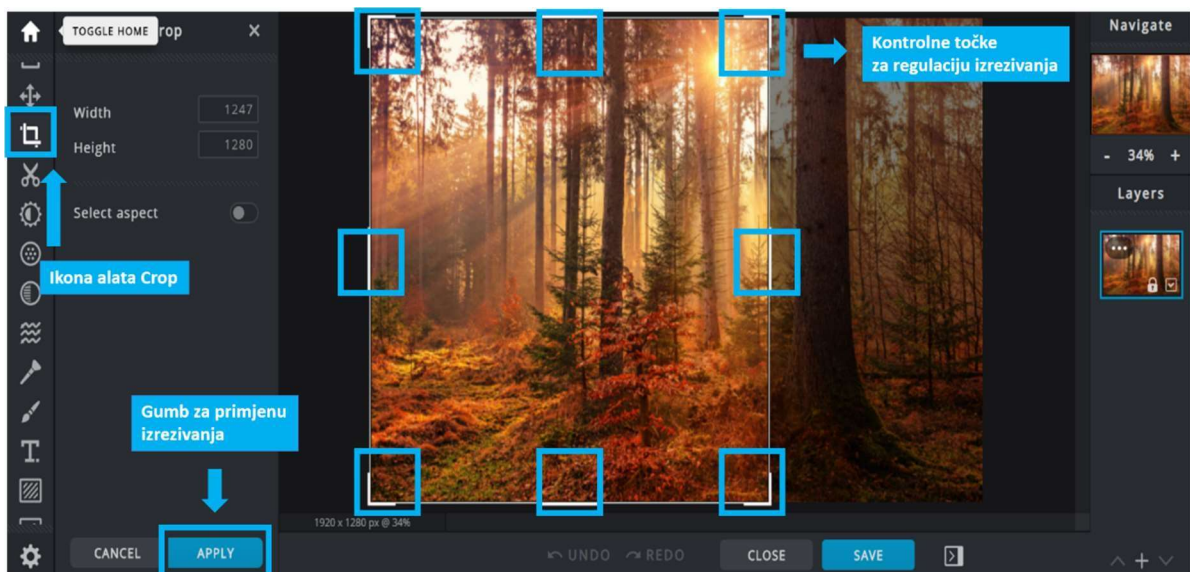 TOGGLE HOME
rop
Width 1247
Height 1280
Select aspect
Ikona alata Crop
Gumb za primjenu
izrezivanja
CANCEL
APPLY
Kontrolne točke
za regulaciju izrezivanja
1920 x 1280 px @ 34%
UNDO
REDO
CLOSE
SAVE
Navigate
- 34% +
Layers